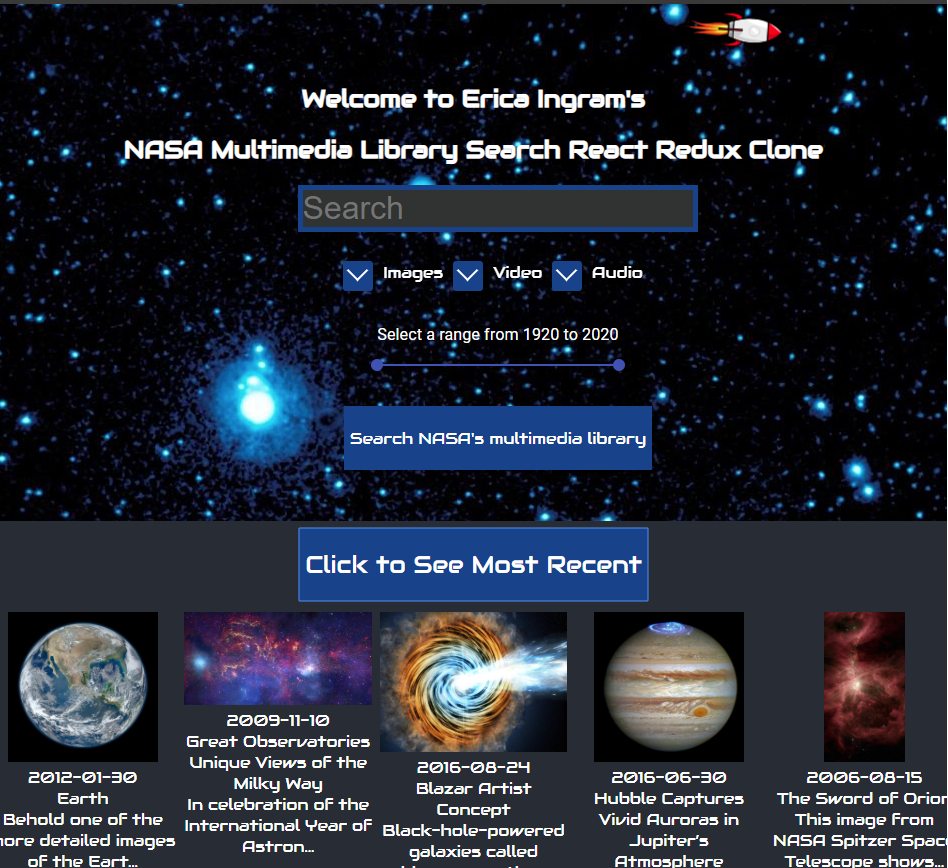 Welcome to Erica Ingram's
NASA Multimedia Library Search React Redux Clone
Search
Images Video Audio
Select a range from 1920 to 2020
Search NASA's multimedia library
Click to See Most Recent
2012-01-30
Earth
Behold one of the
more detailed images
of the Eart...
2009-11-10
Great Observatories
Unique Views of the
Milky Way
In celebration of the
International Year of
Astron...
2016-08-24
Blazar Artist
Concept
Black-hole-powered
galaxies called
2016-06-30
Hubble Captures
Vivid Auroras in
Jupiter's
Atmosphere
2006-08-15
The Sword of Orion
This image from
NASA Spitzer Spac
Telescope shows...